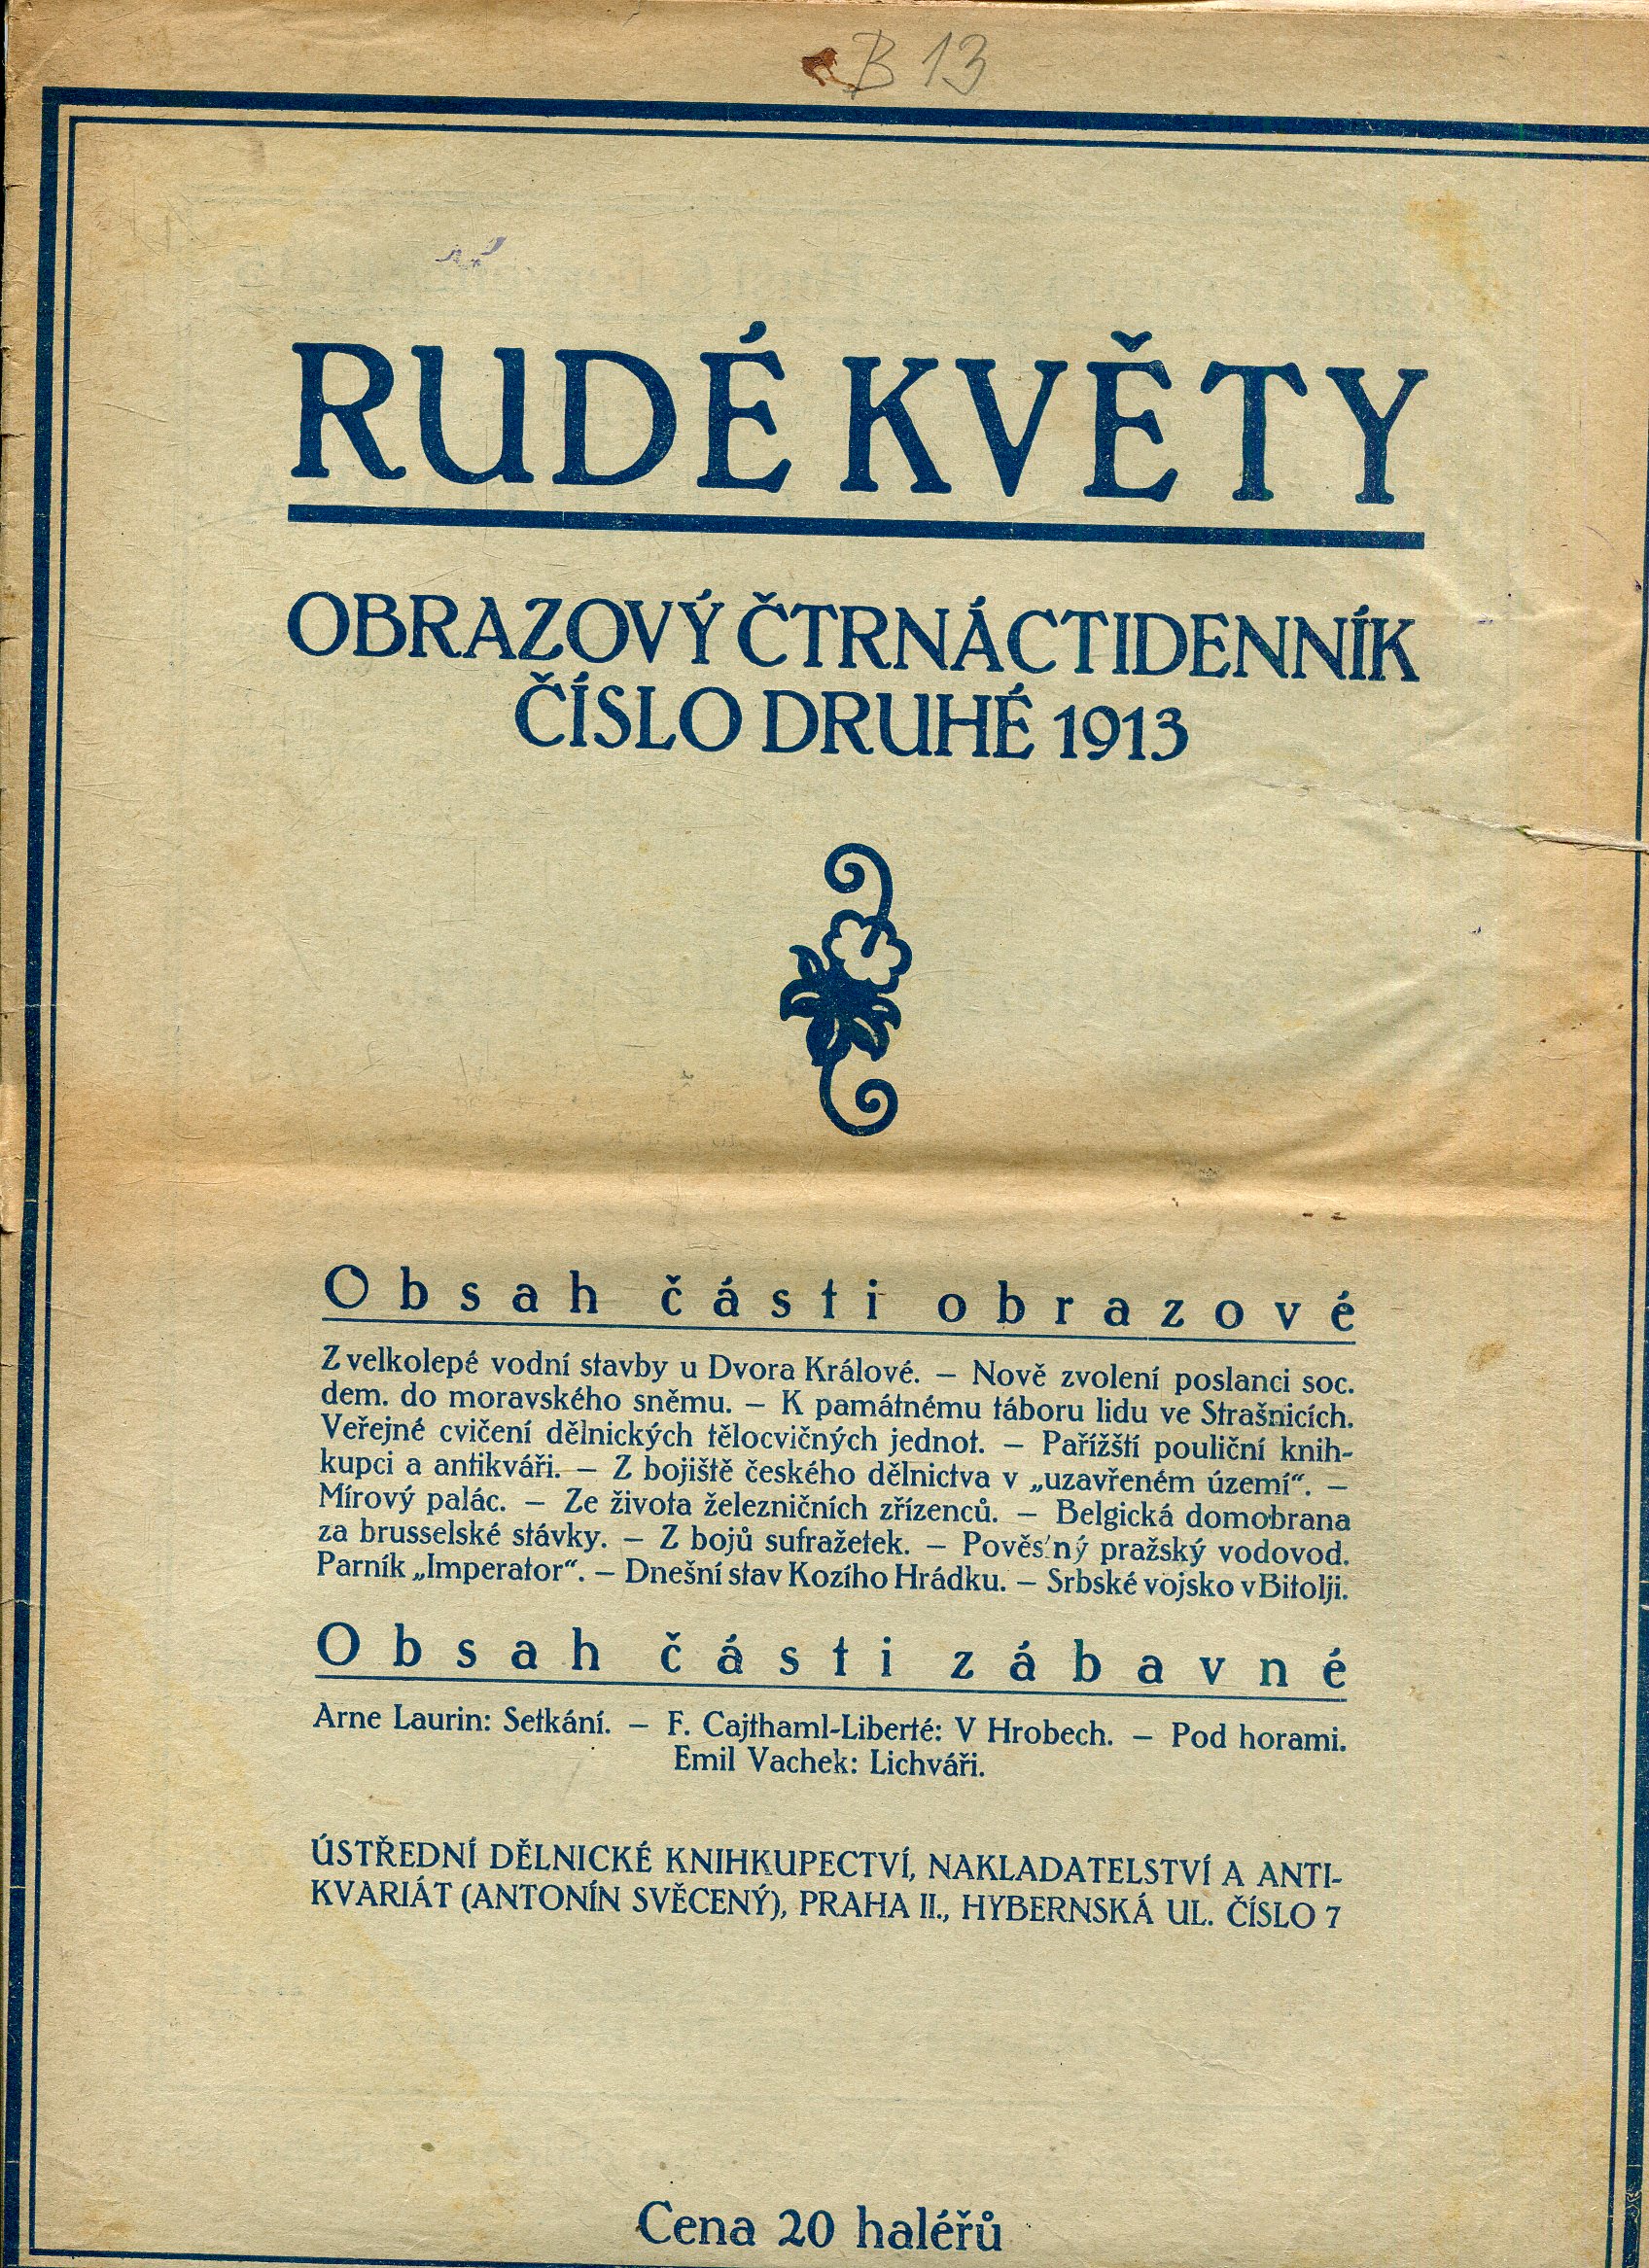 B 13
RUDÉ KVĚTY
OBRAZOVÝ ČTRNÁCTIDENNÍK
ČÍSLO DRUHÉ 1913
Obsah části obrazové
Z velkolepé vodní stavby u Dvora Králové. — Nově zvolení poslanci soc.
dem. do moravského sněmu. — K památnému táboru lidu ve Strašnicích.
Veřejné cvičení dělnických tělocvičných jednot. — Pařížští pouliční knih-
kupci a antikváři. — Z bojiště českého dělnictva v „uzavřeném území“. —
Mírový palác. — Ze života železničních zřízenců. — Belgická domobrana
za brusselské stávky. — Z bojů sufražetek. — Pověs'ný pražský vodovod.
Parník „Imperator“. — Dnešní stav Kozího Hrádku. — Srbské vojsko v Bitolji.
Obsah části zábavné
Arne Laurin: Setkání. — F. Cajthaml-Liberté: V Hrobech. — Pod horami.
Emil Vachek: Lichváři.
ÚSTŘEDNÍ DĚLNICKÉ KNIHKUPECTVÍ, NAKLADATELSTVÍ A ANTI-
KVARIÁT (ANTONÍN SVĚCENÝ), PRAHA II., HYBERNSKÁ UL. ČÍSLO 7
Cena 20 haléřů